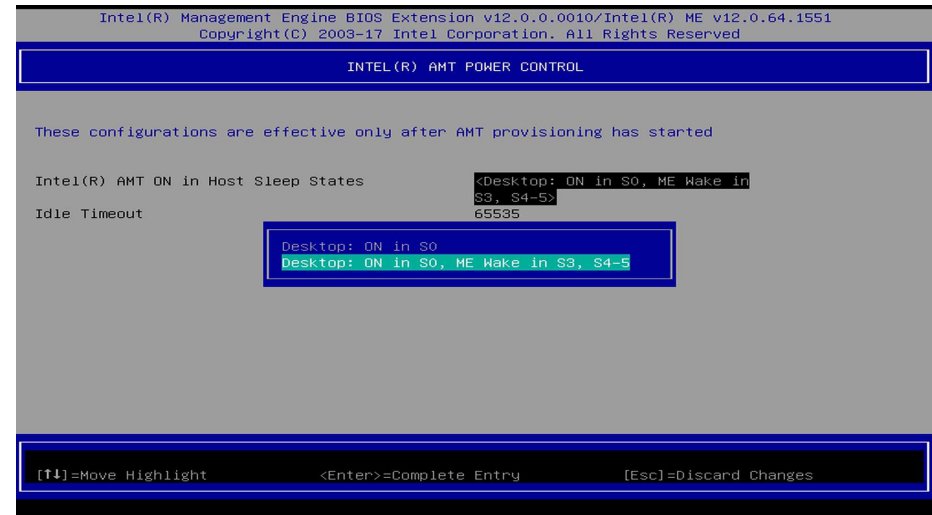 Intel(R) Management Engine BIOS Extension v12.0.0.0010/Intel(R) ME v12.0.64.1551
Copyright(C) 2003-17 Intel Corporation. All Rights Reserved
INTEL(R) AMT POWER CONTROL
These configurations are effective only after AMT provisioning has started
Intel(R) AMT ON in Host Sleep States <Desktop: ON in S0, ME Wake in
S3, S4-5>
Idle Timeout 65535
Desktop: ON in S0
Desktop: ON in S0, ME Wake in S3, S4-5
[↑↓]=Move Highlight <Enter>=Complete Entry [Esc]=Discard Changes